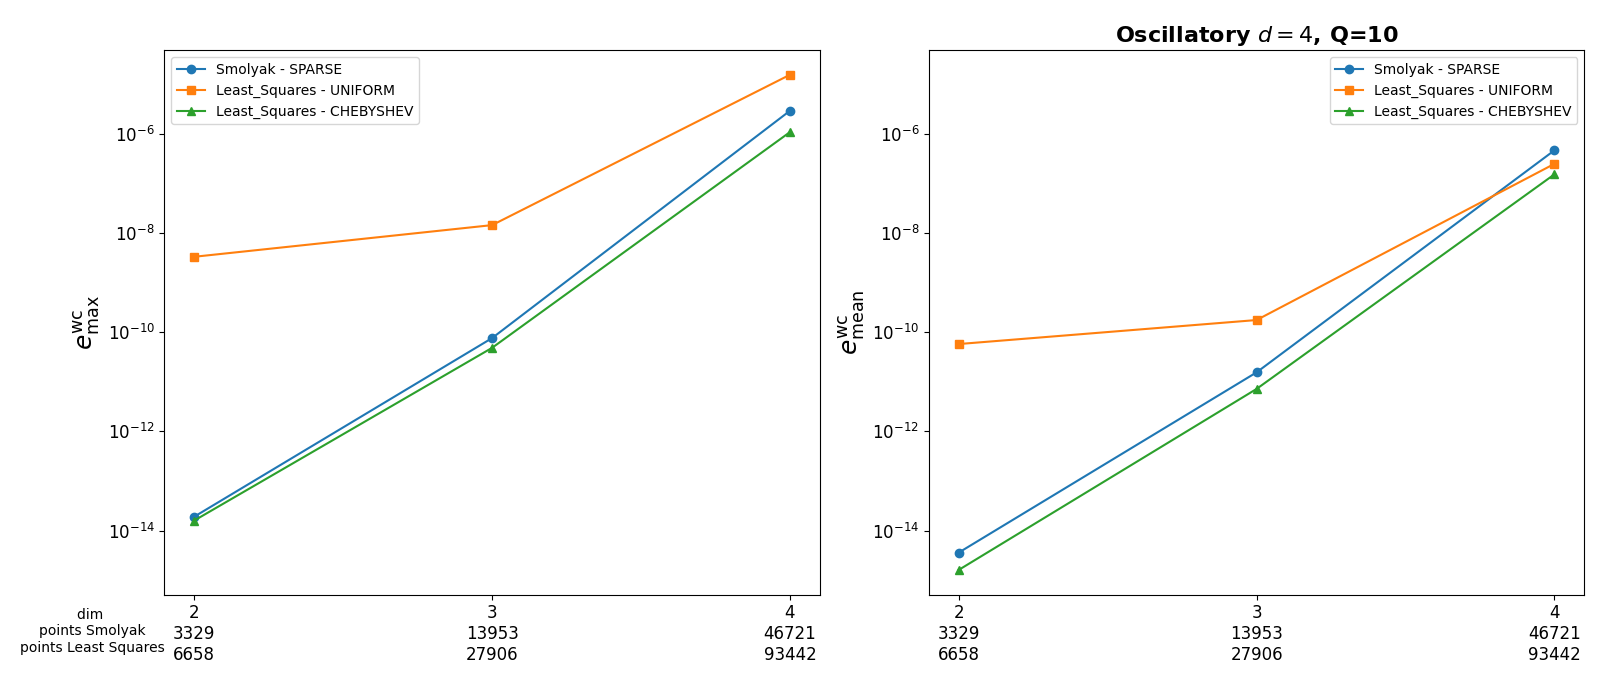 Oscillatory d = 4, Q=10
Smolyak - SPARSE
Least_Squares - UNIFORM
Least_Squares - CHEBYSHEV
10⁻⁶
10⁻⁸
10⁻¹⁰
10⁻¹²
10⁻¹⁴
e^wc_max
dim 2 3 4
points Smolyak 3329 13953 46721
points Least Squares 6658 27906 93442
Smolyak - SPARSE
Least_Squares - UNIFORM
Least_Squares - CHEBYSHEV
10⁻⁶
10⁻⁸
10⁻¹⁰
10⁻¹²
10⁻¹⁴
e^wc_mean
2 3 4
3329 13953 46721
6658 27906 93442